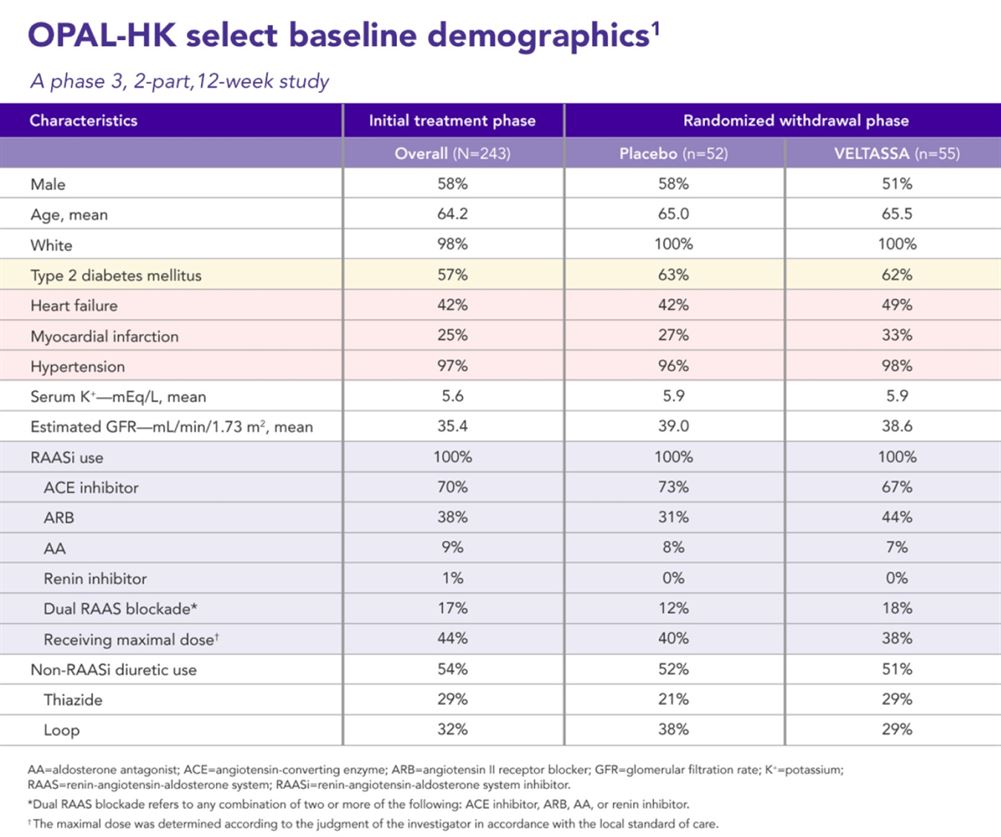 OPAL-HK select baseline demographics¹
A phase 3, 2-part,12-week study
Characteristics Initial treatment phase Randomized withdrawal phase
Overall (N=243) Placebo (n=52) VELTASSA (n=55)
Male 58% 58% 51%
Age, mean 64.2 65.0 65.5
White 98% 100% 100%
Type 2 diabetes mellitus 57% 63% 62%
Heart failure 42% 42% 49%
Myocardial infarction 25% 27% 33%
Hypertension 97% 96% 98%
Serum K⁺—mEq/L, mean 5.6 5.9 5.9
Estimated GFR—mL/min/1.73 m², mean 35.4 39.0 38.6
RAASi use 100% 100% 100%
ACE inhibitor 70% 73% 67%
ARB 38% 31% 44%
AA 9% 8% 7%
Renin inhibitor 1% 0% 0%
Dual RAAS blockade* 17% 12% 18%
Receiving maximal dose† 44% 40% 38%
Non-RAASi diuretic use 54% 52% 51%
Thiazide 29% 21% 29%
Loop 32% 38% 29%
AA=aldosterone antagonist; ACE=angiotensin-converting enzyme; ARB=angiotensin II receptor blocker; GFR=glomerular filtration rate; K⁺=potassium;
RAAS=renin-angiotensin-aldosterone system; RAASi=renin-angiotensin-aldosterone system inhibitor.
*Dual RAAS blockade refers to any combination of two or more of the following: ACE inhibitor, ARB, AA, or renin inhibitor.
†The maximal dose was determined according to the judgment of the investigator in accordance with the local standard of care.